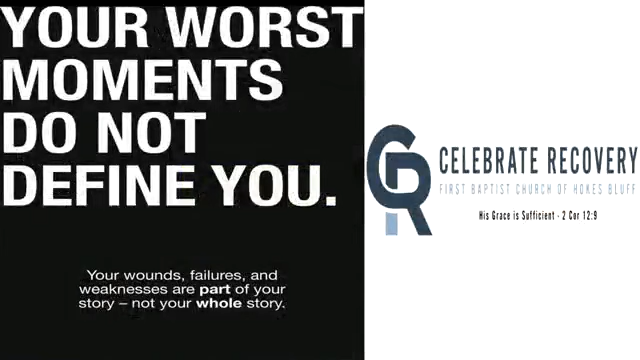 YOUR WORST
MOMENTS
DO NOT
DEFINE YOU.
Your wounds, failures, and
weaknesses are part of your
story – not your whole story.
CR
CELEBRATE RECOVERY
FIRST BAPTIST CHURCH OF HOKES BLUFF
His Grace is Sufficient - 2 Cor 12:9